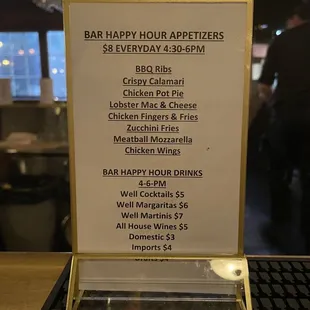 BAR HAPPY HOUR APPETIZERS
$8 EVERYDAY 4:30-6PM
BBQ Ribs
Crispy Calamari
Chicken Pot Pie
Lobster Mac & Cheese
Chicken Fingers & Fries
Zucchini Fries
Meatball Mozzarella
Chicken Wings
BAR HAPPY HOUR DRINKS
4-6-PM
Well Cocktails $5
Well Margaritas $6
Well Martinis $7
All House Wines $5
Domestic $3
Imports $4